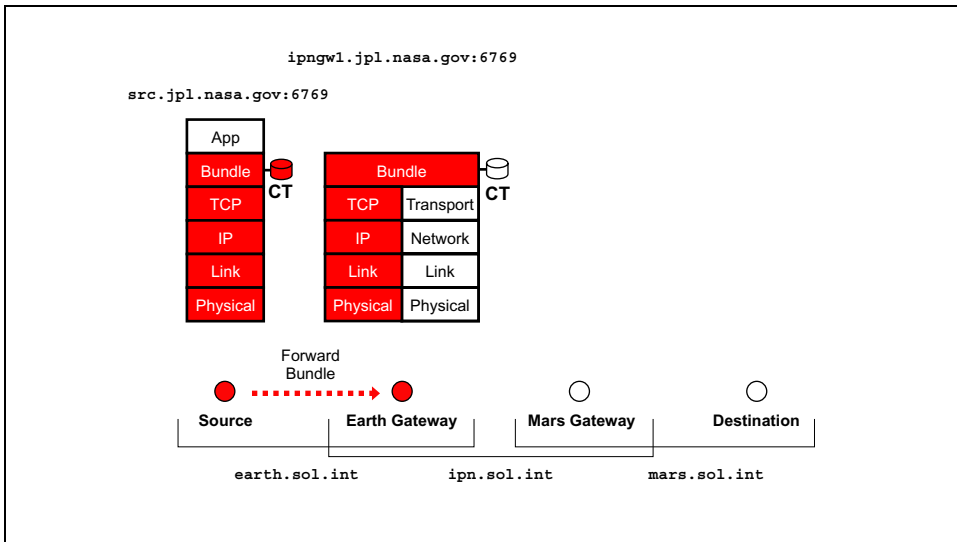 ipngw1.jpl.nasa.gov:6769
src.jpl.nasa.gov:6769
App
Bundle
CT
TCP
IP
Link
Physical
Bundle
CT
TCP Transport
IP Network
Link Link
Physical Physical
Forward
Bundle
Source Earth Gateway Mars Gateway Destination
earth.sol.int ipn.sol.int mars.sol.int